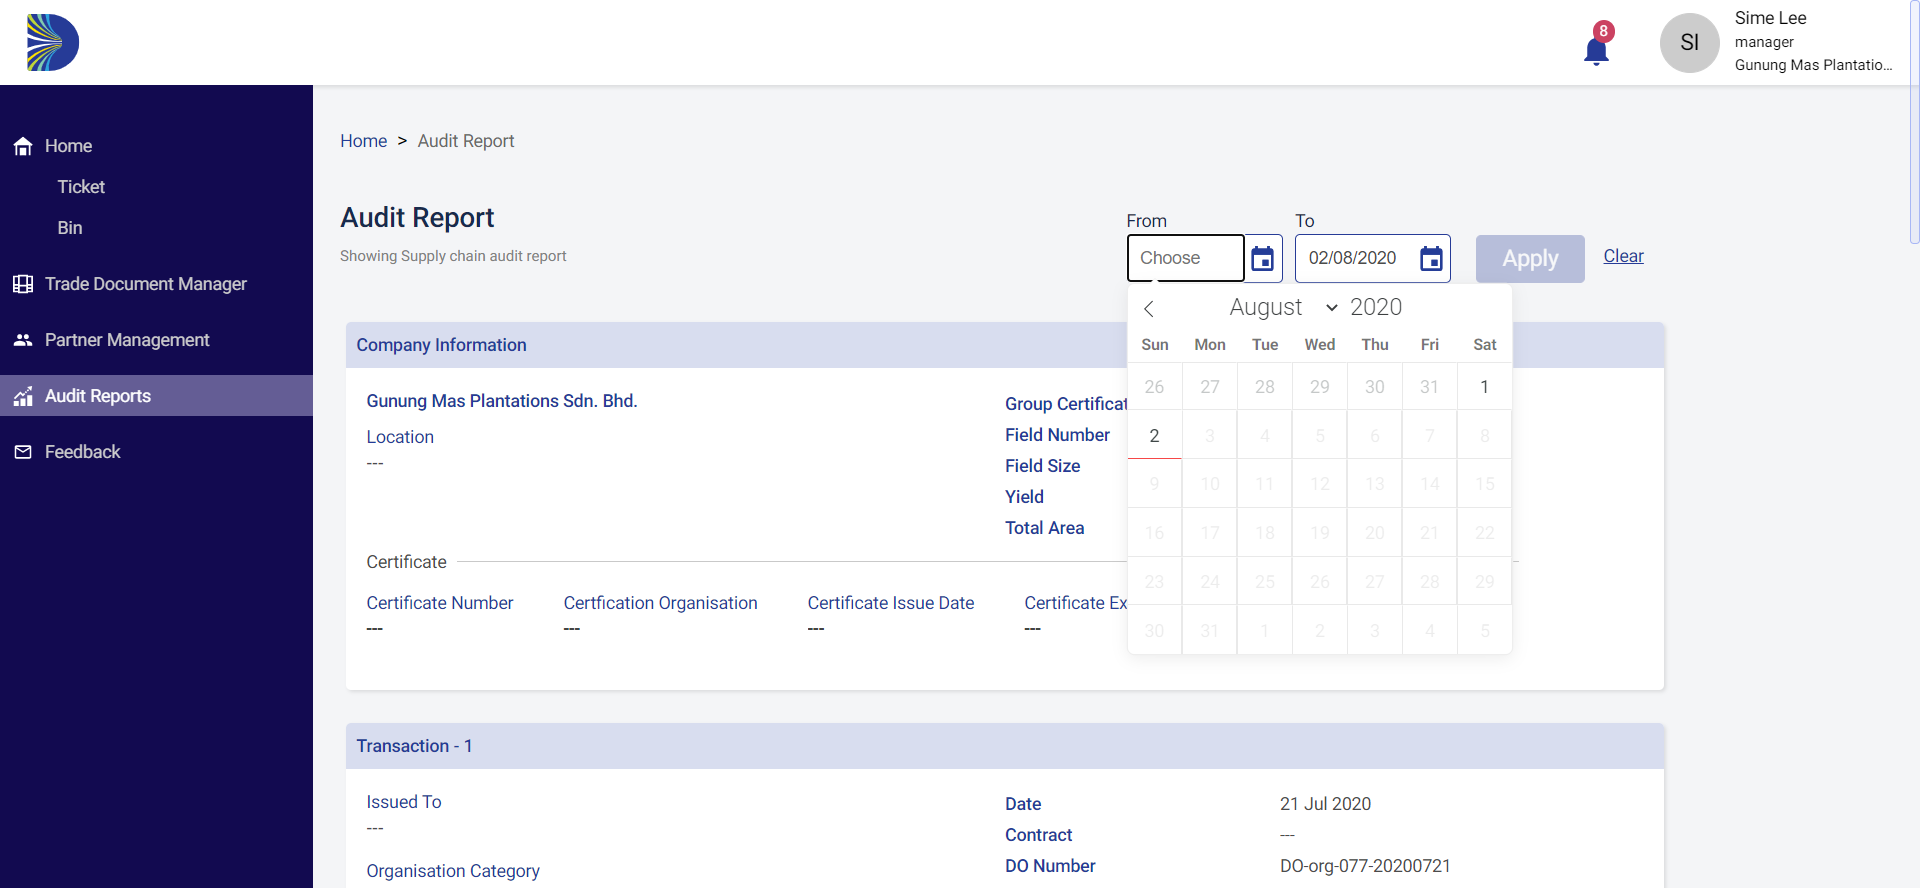 8
SI
Sime Lee
manager
Gunung Mas Plantatio...
Home
Ticket
Bin
Trade Document Manager
Partner Management
Audit Reports
Feedback
Home > Audit Report
Audit Report
Showing Supply chain audit report
From
To
Choose
02/08/2020
Apply
Clear
August 2020
Sun Mon Tue Wed Thu Fri Sat
26 27 28 29 30 31 1
2 3 4 5 6 7 8
9 10 11 12 13 14 15
16 17 18 19 20 21 22
23 24 25 26 27 28 29
30 31 1 2 3 4 5
Company Information
Gunung Mas Plantations Sdn. Bhd.
Location
---
Group Certificat
Field Number
Field Size
Yield
Total Area
Certificate
Certificate Number Certfication Organisation Certificate Issue Date Certificate Ex
--- --- --- ---
Transaction - 1
Issued To
---
Organisation Category
Date 21 Jul 2020
Contract ---
DO Number DO-org-077-20200721